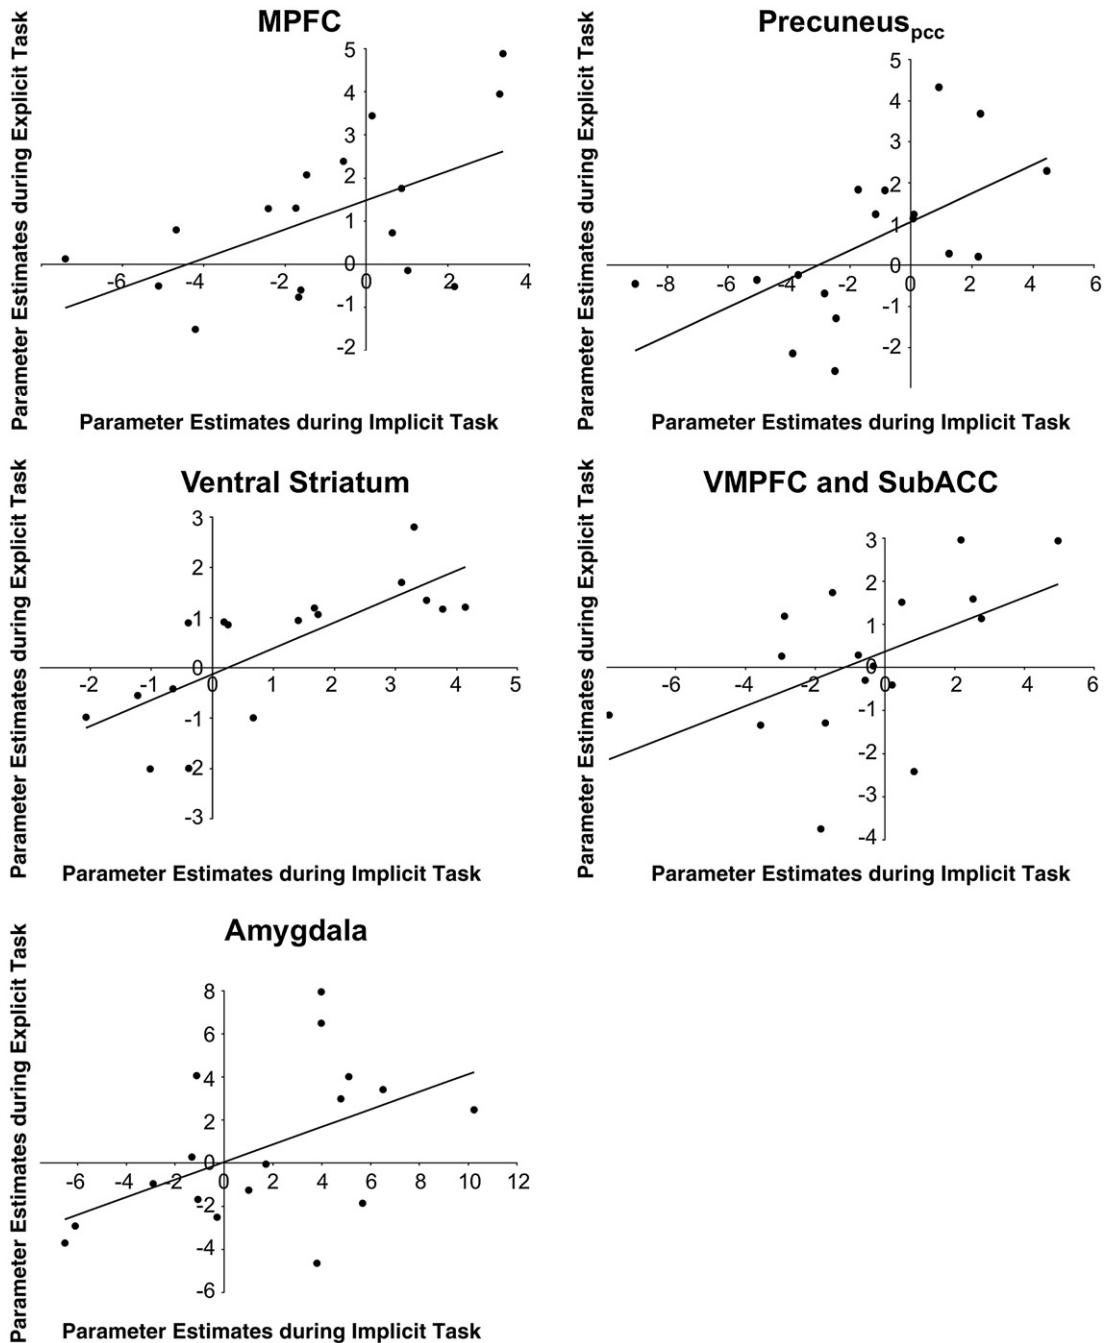 MPFC
Parameter Estimates during Explicit Task
5
4
3
2
1
0
-1
-2
-6 -4 -2 0 2 4
Parameter Estimates during Implicit Task
Precuneuspcc
Parameter Estimates during Explicit Task
5
4
3
2
1
0
-1
-2
-8 -6 -4 -2 0 2 4 6
Parameter Estimates during Implicit Task
Ventral Striatum
Parameter Estimates during Explicit Task
3
2
1
0
-1
-2
-3
-2 -1 0 1 2 3 4 5
Parameter Estimates during Implicit Task
VMPFC and SubACC
Parameter Estimates during Explicit Task
3
2
1
0
-1
-2
-3
-4
-6 -4 -2 0 2 4 6
Parameter Estimates during Implicit Task
Amygdala
Parameter Estimates during Explicit Task
8
6
4
2
0
-2
-4
-6
-6 -4 -2 0 2 4 6 8 10 12
Parameter Estimates during Implicit Task